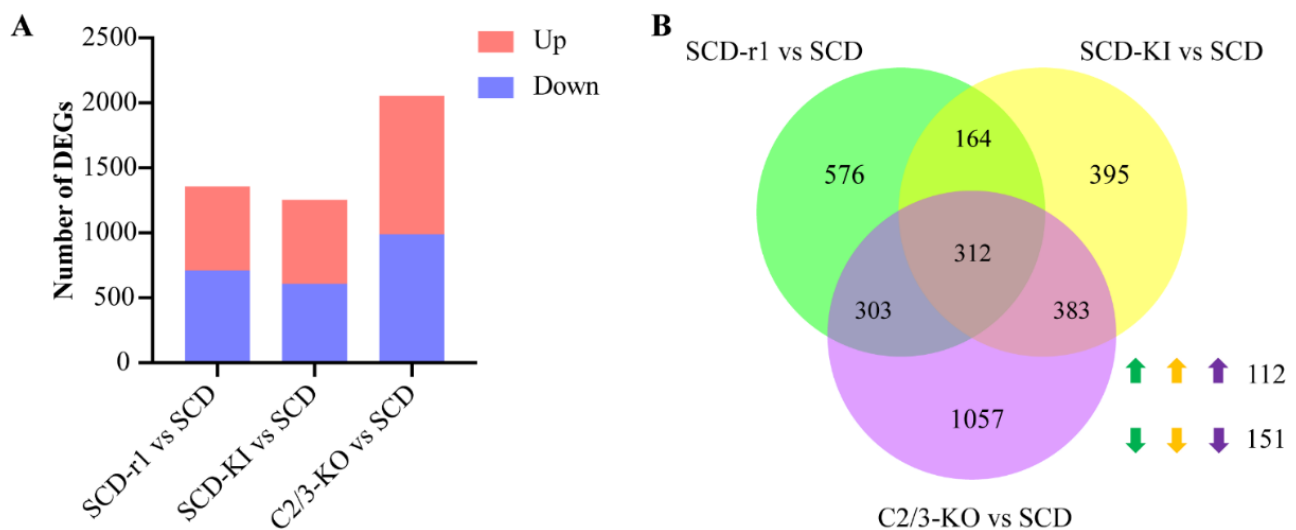 A
Number of DEGs
2500
2000
1500
1000
500
0
Up
Down
SCD-r1 vs SCD
SCD-KI vs SCD
C2/3-KO vs SCD
B
SCD-r1 vs SCD
SCD-KI vs SCD
576
164
395
312
303
383
1057
112
151
C2/3-KO vs SCD